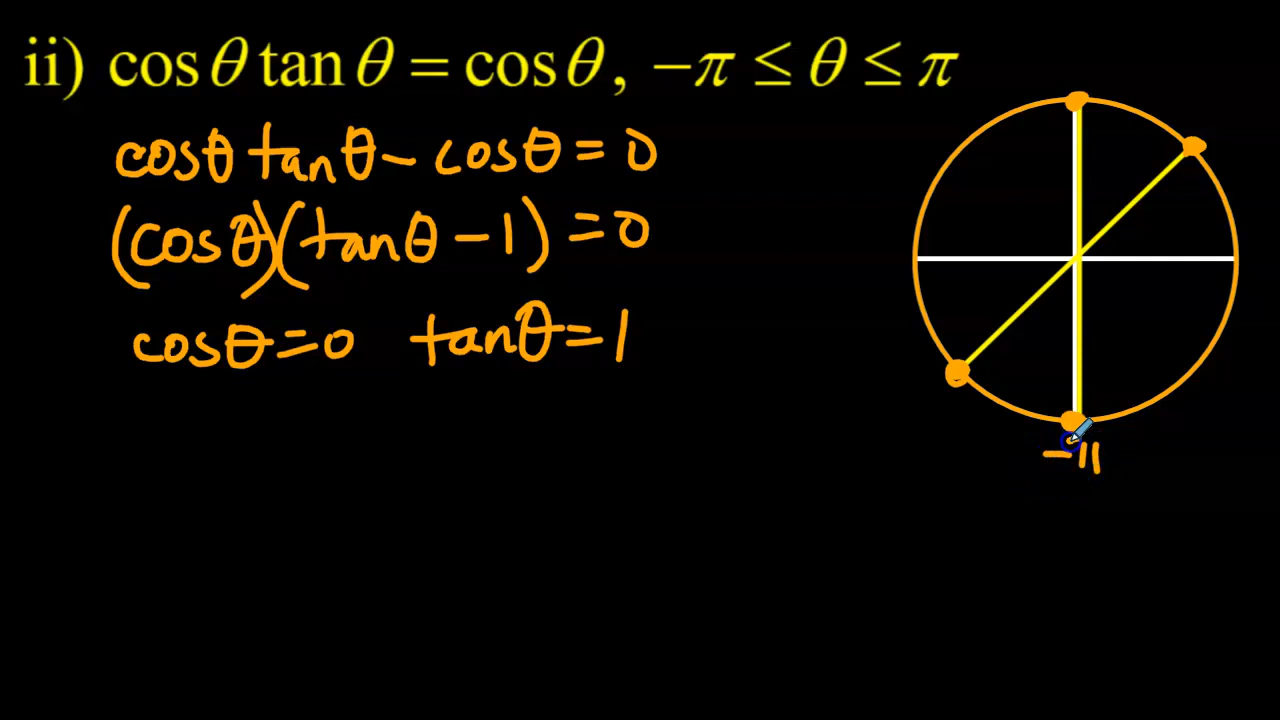 ii) cos θ tan θ = cos θ, −π ≤ θ ≤ π
cosθ tanθ − cosθ = 0
(cosθ)(tanθ − 1) = 0
cosθ = 0 tanθ = 1